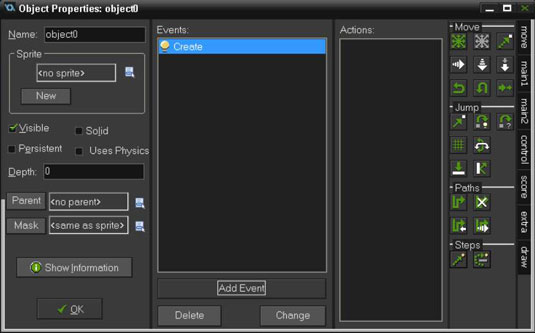 Object Properties: object0
Name: object0
Sprite
<no sprite>
New
Visible
Solid
Persistent
Uses Physics
Depth: 0
Parent <no parent>
Mask <same as sprite>
Show Information
OK
Events:
Create
Add Event
Delete
Change
Actions:
Move
Jump
Paths
Steps
move
main1
main2
control
score
extra
draw